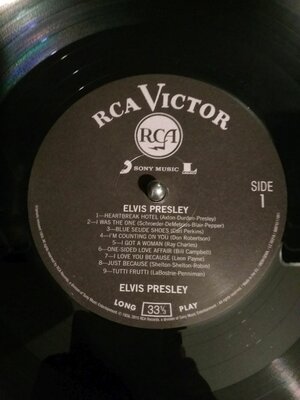 RCA VICTOR
RCA
SONY MUSIC L
ELVIS PRESLEY
SIDE
1
1—HEARTBREAK HOTEL (Axton-Durden-Presley)
2—I WAS THE ONE (Schroeder-DeMetrius-Blair-Pepper)
3—BLUE SEUDE SHOES (Carl Perkins)
4—I'M COUNTING ON YOU (Don Robertson)
5—I GOT A WOMAN (Ray Charles)
6—ONE-SIDED LOVE AFFAIR (Bill Campbell)
7—I LOVE YOU BECAUSE (Leon Payne)
8—JUST BECAUSE (Shelton-Shelton-Robin)
9—TUTTI FRUTTI (LaBostrie-Penniman)
ELVIS PRESLEY
LONG 33⅓ PLAY